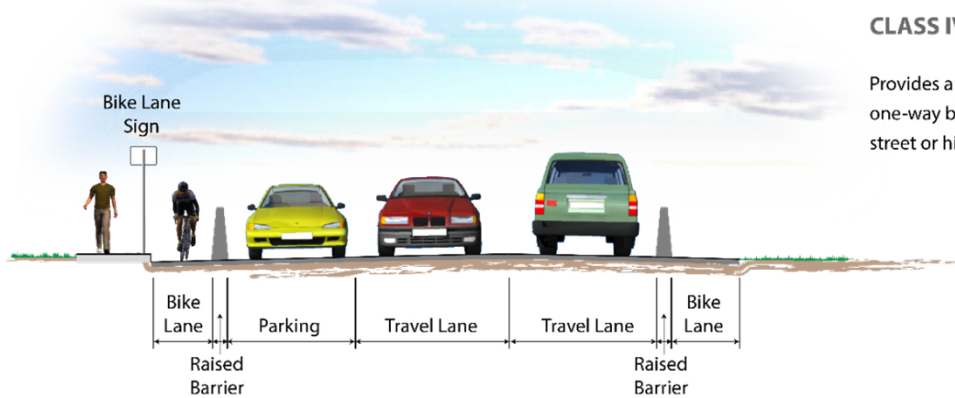 CLASS IV
Provides a
one-way b
street or hi
Bike Lane
Sign
Bike
Lane
Parking
Travel Lane
Travel Lane
Bike
Lane
Raised
Barrier
Raised
Barrier